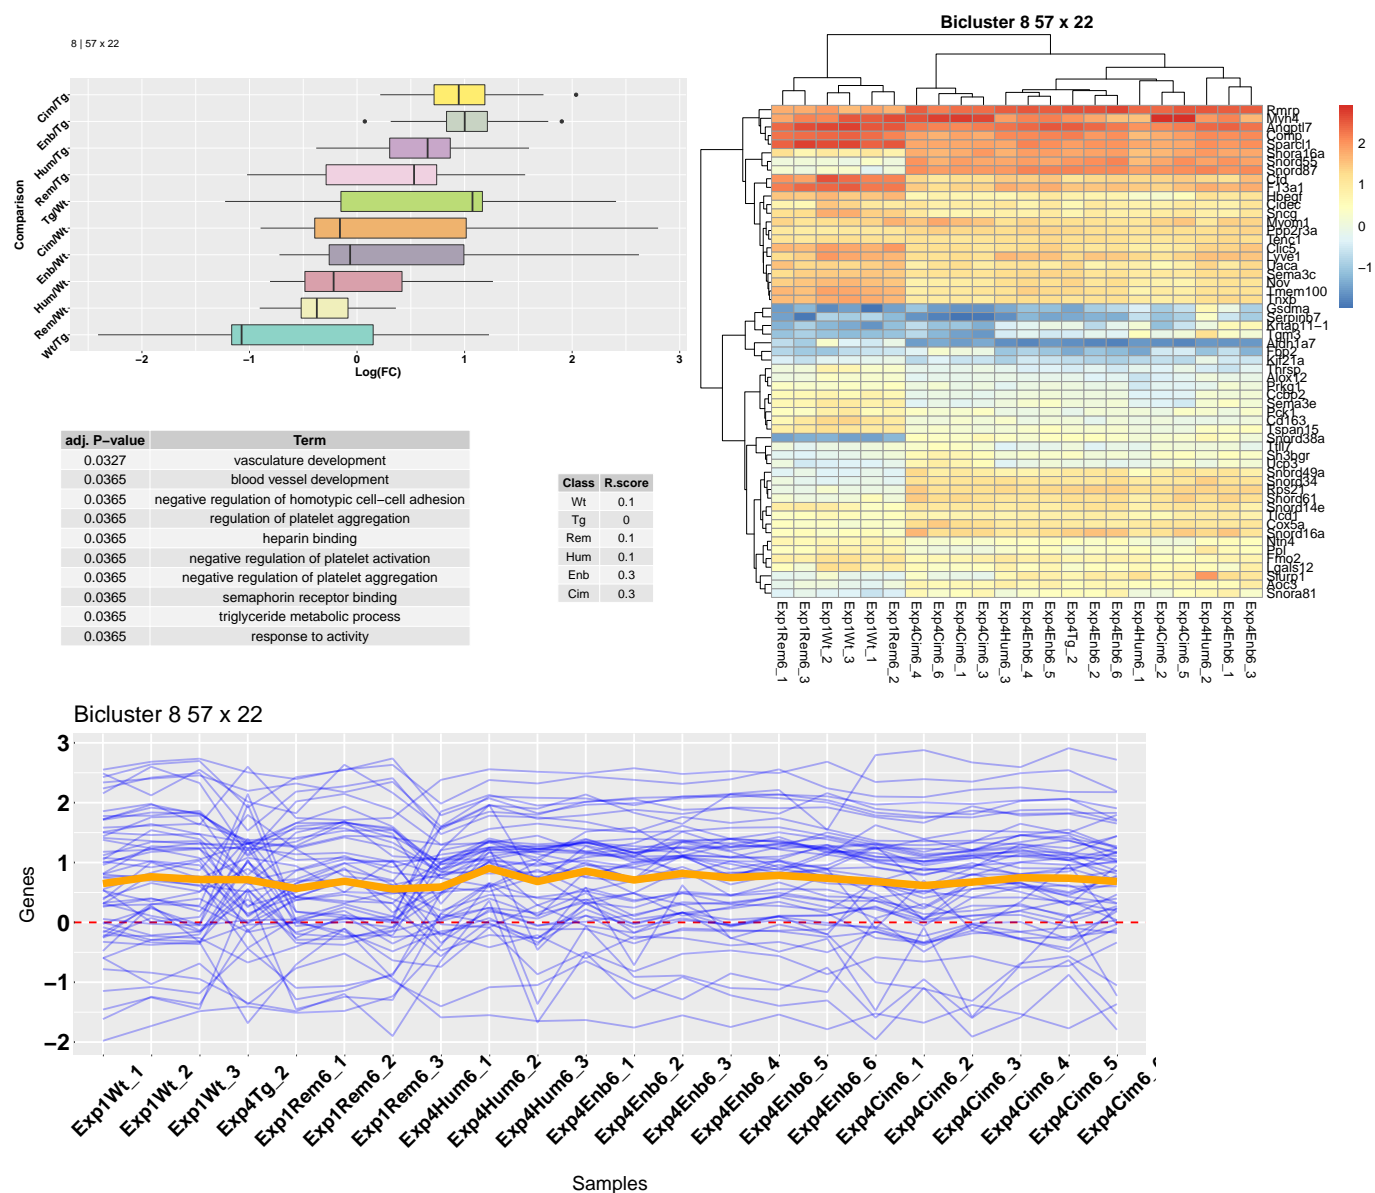 8 | 57 x 22
Cim/Tg
Enb/Tg
Hum/Tg
Rem/Tg
Tg/Wt
Cim/Wt
Enb/Wt
Hum/Wt
Rem/Wt
Wt/Tg
Comparison
−2 −1 0 1 2 3
Log(FC)
Bicluster 8 57 x 22
Rmrp
Myh4
Angptl7
Comp
Sparcl1
Snora16a
Snord55
Snord87
Cfd
F13a1
Hbegf
Cidec
Sncg
Myom1
Ppp2r3a
Tenc1
Clic5
Lyve1
Uaca
Sema3c
Nov
Tmem100
Tnxb
Gsdma
Serpinb7
Krtap11−1
Tgm3
Aldh1a7
Fbp2
Kif21a
Thrsp
Alox12
Prkg1
Ccbp2
Sema3e
Pck1
Cd163
Tspan15
Snord38a
Ttll7
Sh3bgr
Ucp3
Snord49a
Snord34
Rps21
Snord61
Snord14e
Tlcd1
Cox5a
Snord16a
Ntn4
Ppl
Fmo2
Lgals12
Slurp1
Aoc3
Snora81
2
1
0
−1
Exp1Rem6_1
Exp1Rem6_3
Exp1Wt_2
Exp1Wt_3
Exp1Wt_1
Exp1Rem6_2
Exp4Cim6_4
Exp4Cim6_6
Exp4Cim6_1
Exp4Cim6_3
Exp4Hum6_3
Exp4Enb6_4
Exp4Enb6_5
Exp4Tg_2
Exp4Enb6_2
Exp4Enb6_6
Exp4Hum6_1
Exp4Cim6_2
Exp4Cim6_5
Exp4Hum6_2
Exp4Enb6_1
Exp4Enb6_3
adj. P−value Term
0.0327 vasculature development
0.0365 blood vessel development
0.0365 negative regulation of homotypic cell−cell adhesion
0.0365 regulation of platelet aggregation
0.0365 heparin binding
0.0365 negative regulation of platelet activation
0.0365 negative regulation of platelet aggregation
0.0365 semaphorin receptor binding
0.0365 triglyceride metabolic process
0.0365 response to activity
Class R.score
Wt 0.1
Tg 0
Rem 0.1
Hum 0.1
Enb 0.3
Cim 0.3
Bicluster 8 57 x 22
3
2
1
0
−1
−2
Genes
Exp1Wt_1
Exp1Wt_2
Exp1Wt_3
Exp4Tg_2
Exp1Rem6_1
Exp1Rem6_2
Exp1Rem6_3
Exp4Hum6_1
Exp4Hum6_2
Exp4Hum6_3
Exp4Enb6_1
Exp4Enb6_2
Exp4Enb6_3
Exp4Enb6_4
Exp4Enb6_5
Exp4Enb6_6
Exp4Cim6_1
Exp4Cim6_2
Exp4Cim6_3
Exp4Cim6_4
Exp4Cim6_5
Exp4Cim6_
Samples